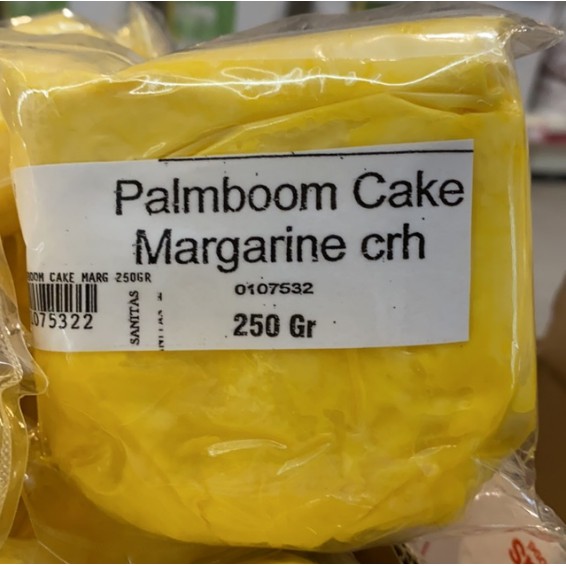 Palmboom Cake
Margarine crh
0107532
250 Gr
OOM CAKE MARG 250GR
075322
SANITAS